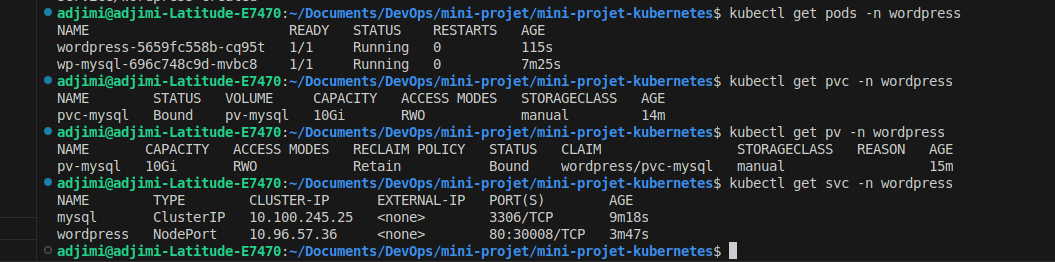 adjimi@adjimi-Latitude-E7470:~/Documents/DevOps/mini-projet/mini-projet-kubernetes$ kubectl get pods -n wordpress
NAME READY STATUS RESTARTS AGE
wordpress-5659fc558b-cq95t 1/1 Running 0 115s
wp-mysql-696c748c9d-mvbc8 1/1 Running 0 7m25s
adjimi@adjimi-Latitude-E7470:~/Documents/DevOps/mini-projet/mini-projet-kubernetes$ kubectl get pvc -n wordpress
NAME STATUS VOLUME CAPACITY ACCESS MODES STORAGECLASS AGE
pvc-mysql Bound pv-mysql 10Gi RWO manual 14m
adjimi@adjimi-Latitude-E7470:~/Documents/DevOps/mini-projet/mini-projet-kubernetes$ kubectl get pv -n wordpress
NAME CAPACITY ACCESS MODES RECLAIM POLICY STATUS CLAIM STORAGECLASS REASON AGE
pv-mysql 10Gi RWO Retain Bound wordpress/pvc-mysql manual 15m
adjimi@adjimi-Latitude-E7470:~/Documents/DevOps/mini-projet/mini-projet-kubernetes$ kubectl get svc -n wordpress
NAME TYPE CLUSTER-IP EXTERNAL-IP PORT(S) AGE
mysql ClusterIP 10.100.245.25 <none> 3306/TCP 9m18s
wordpress NodePort 10.96.57.36 <none> 80:30008/TCP 3m47s
adjimi@adjimi-Latitude-E7470:~/Documents/DevOps/mini-projet/mini-projet-kubernetes$